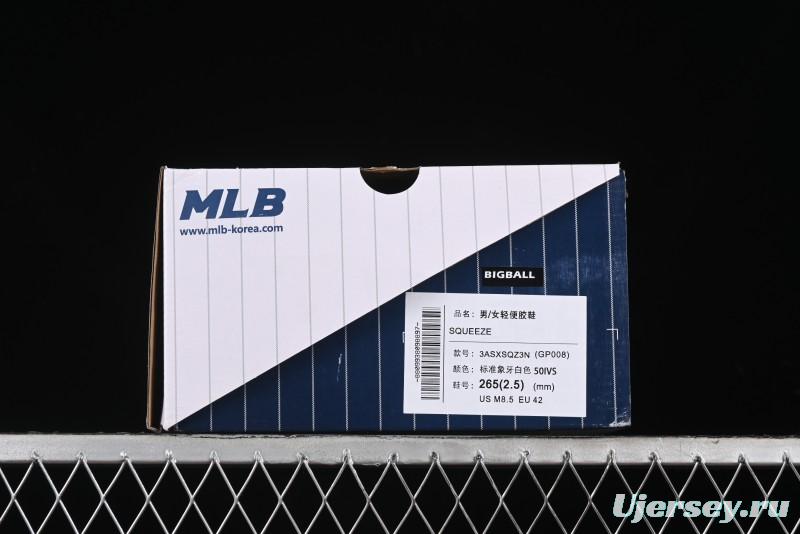 MLB
www.mlb-korea.com
BIGBALL
品名：男/女轻便胶鞋
SQUEEZE
款号：3ASXSQZ3N (GP008)
颜色：标准象牙白色 50IVS
鞋号：265(2.5) (mm)
US M8.5 EU 42
Ujersey.ru